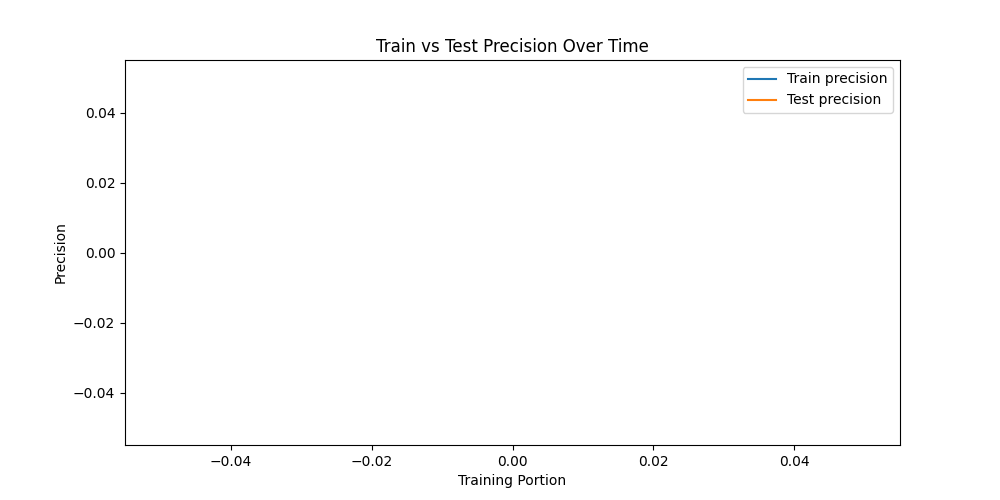 Train vs Test Precision Over Time
Train precision
Test precision
0.04
0.02
0.00
−0.02
−0.04
Precision
−0.04 −0.02 0.00 0.02 0.04
Training Portion